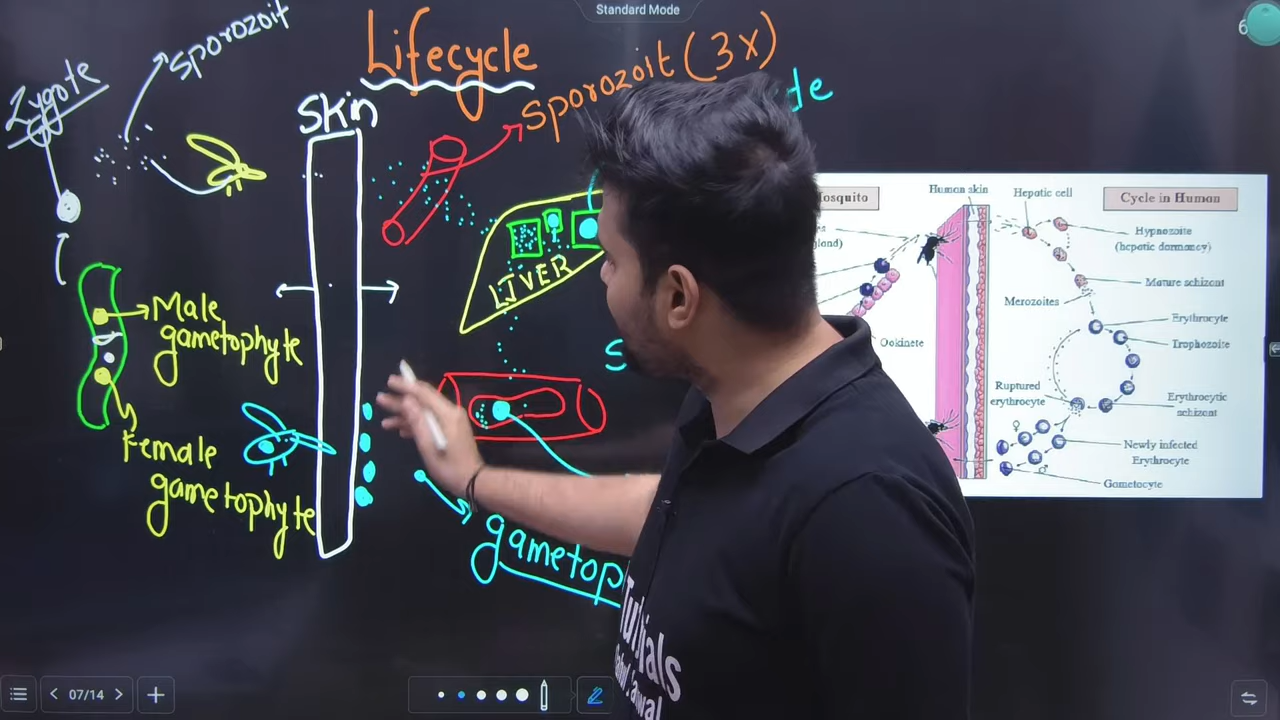 Standard Mode
6
Lifecycle
Sporozoit
Zygote
Skin
Sporozoit (3x)
LIVER
Male
gametophyte
Female
gametophyte
S
gametop
Mosquito
Human skin
Hepatic cell
Cycle in Human
gland)
Hypnozoite
(hepatic dormancy)
Mature schizont
Merozoites
Erythrocyte
Trophozoite
Ookinete
Ruptured
erythrocyte
Erythrocytic
schizont
Newly infected
Erythrocyte
Gametocyte
♀
♂
07/14